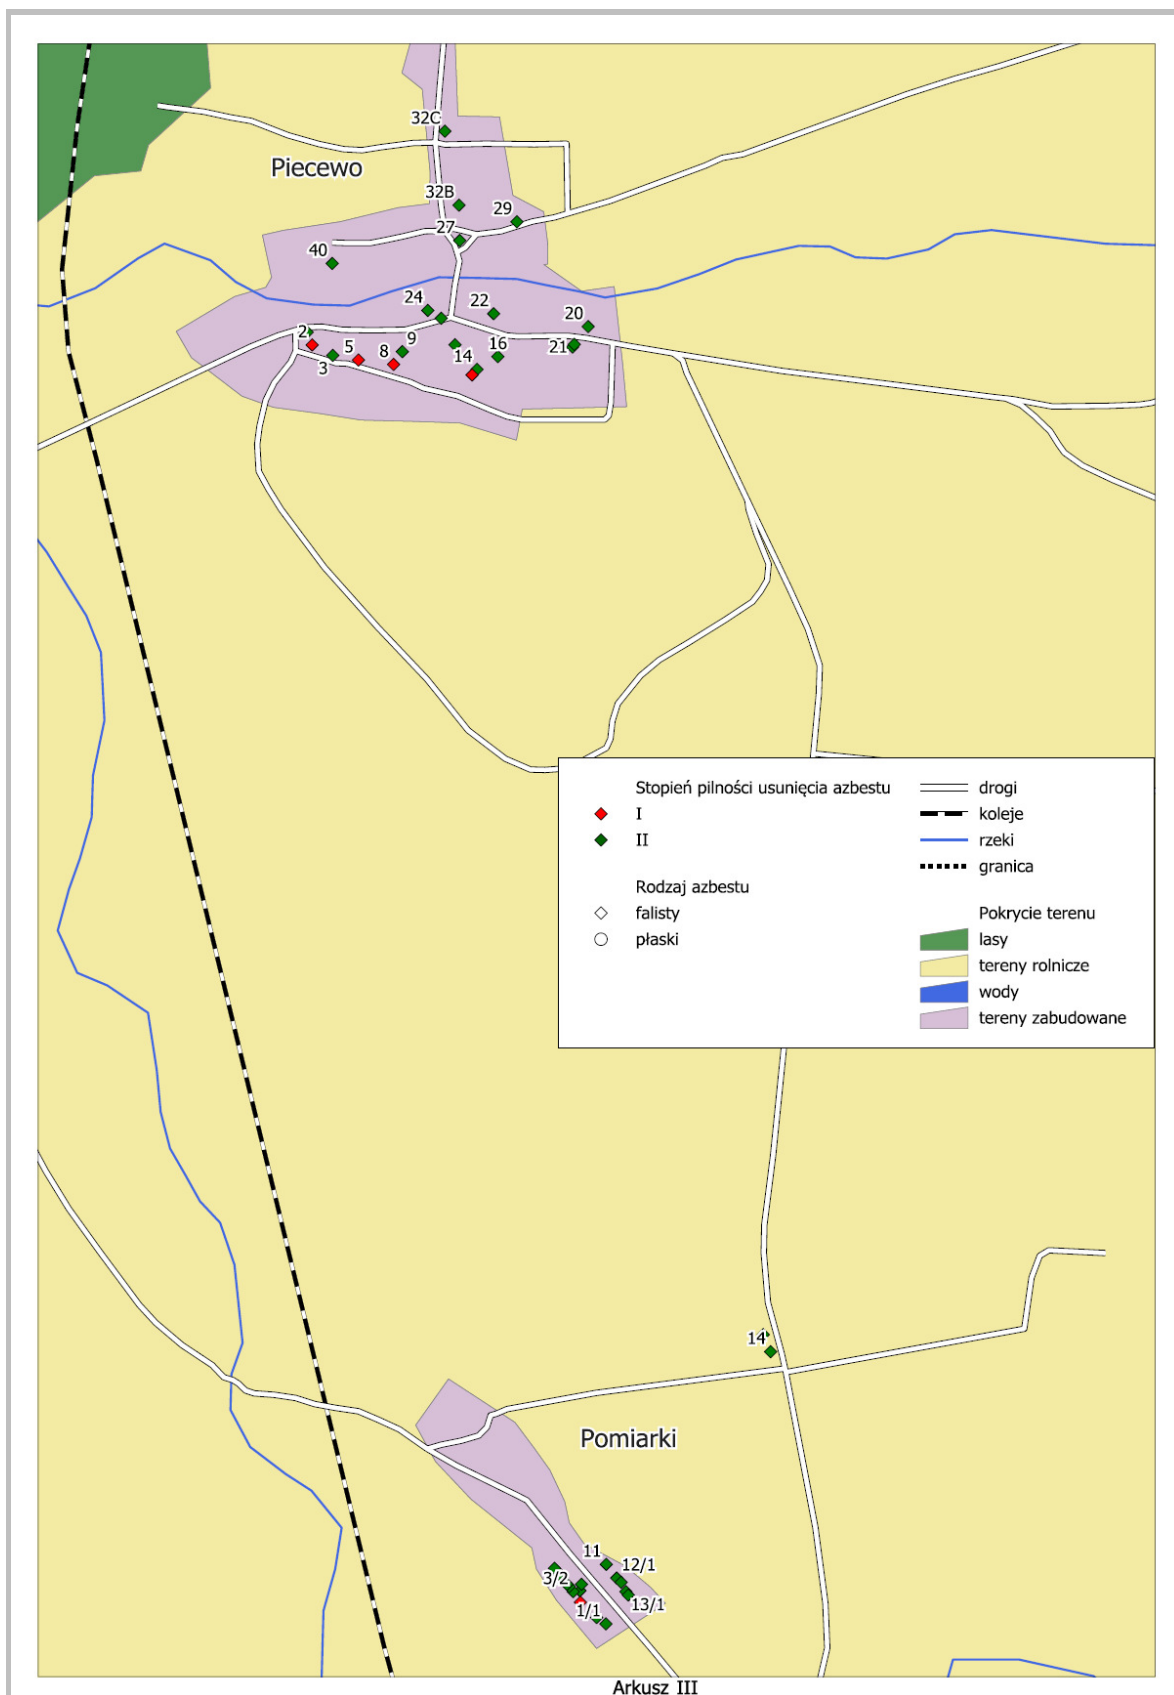 32C
Piecewo
32B
29
27
40
24
22
20
2
5
8
9
14
16
21
3
Stopień pilności usunięcia azbestu
I
II
Rodzaj azbestu
falisty
płaski
drogi
koleje
rzeki
granica
Pokrycie terenu
lasy
tereny rolnicze
wody
tereny zabudowane
14
Pomiarki
11
12/1
3/2
13/1
1/1
Arkusz III